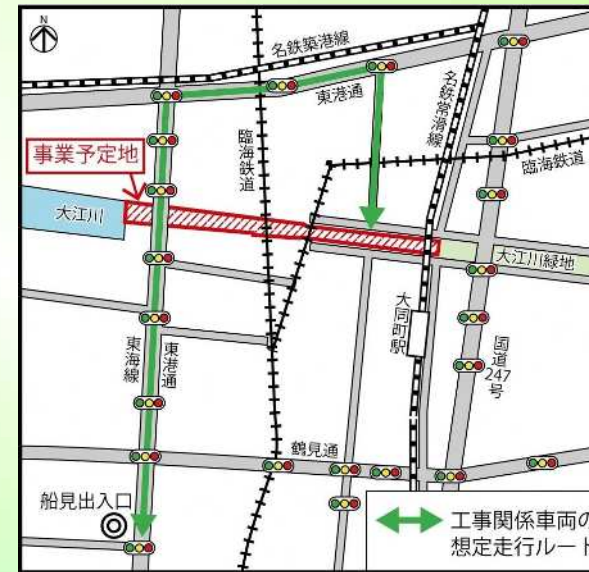 N
名鉄築港線
東港通
名鉄常滑線
臨海鉄道
臨海鉄道
事業予定地
大江川
大江川緑地
大同町駅
国道247号
東海線
東港通
鶴見通
船見出入口
工事関係車両の
想定走行ルート